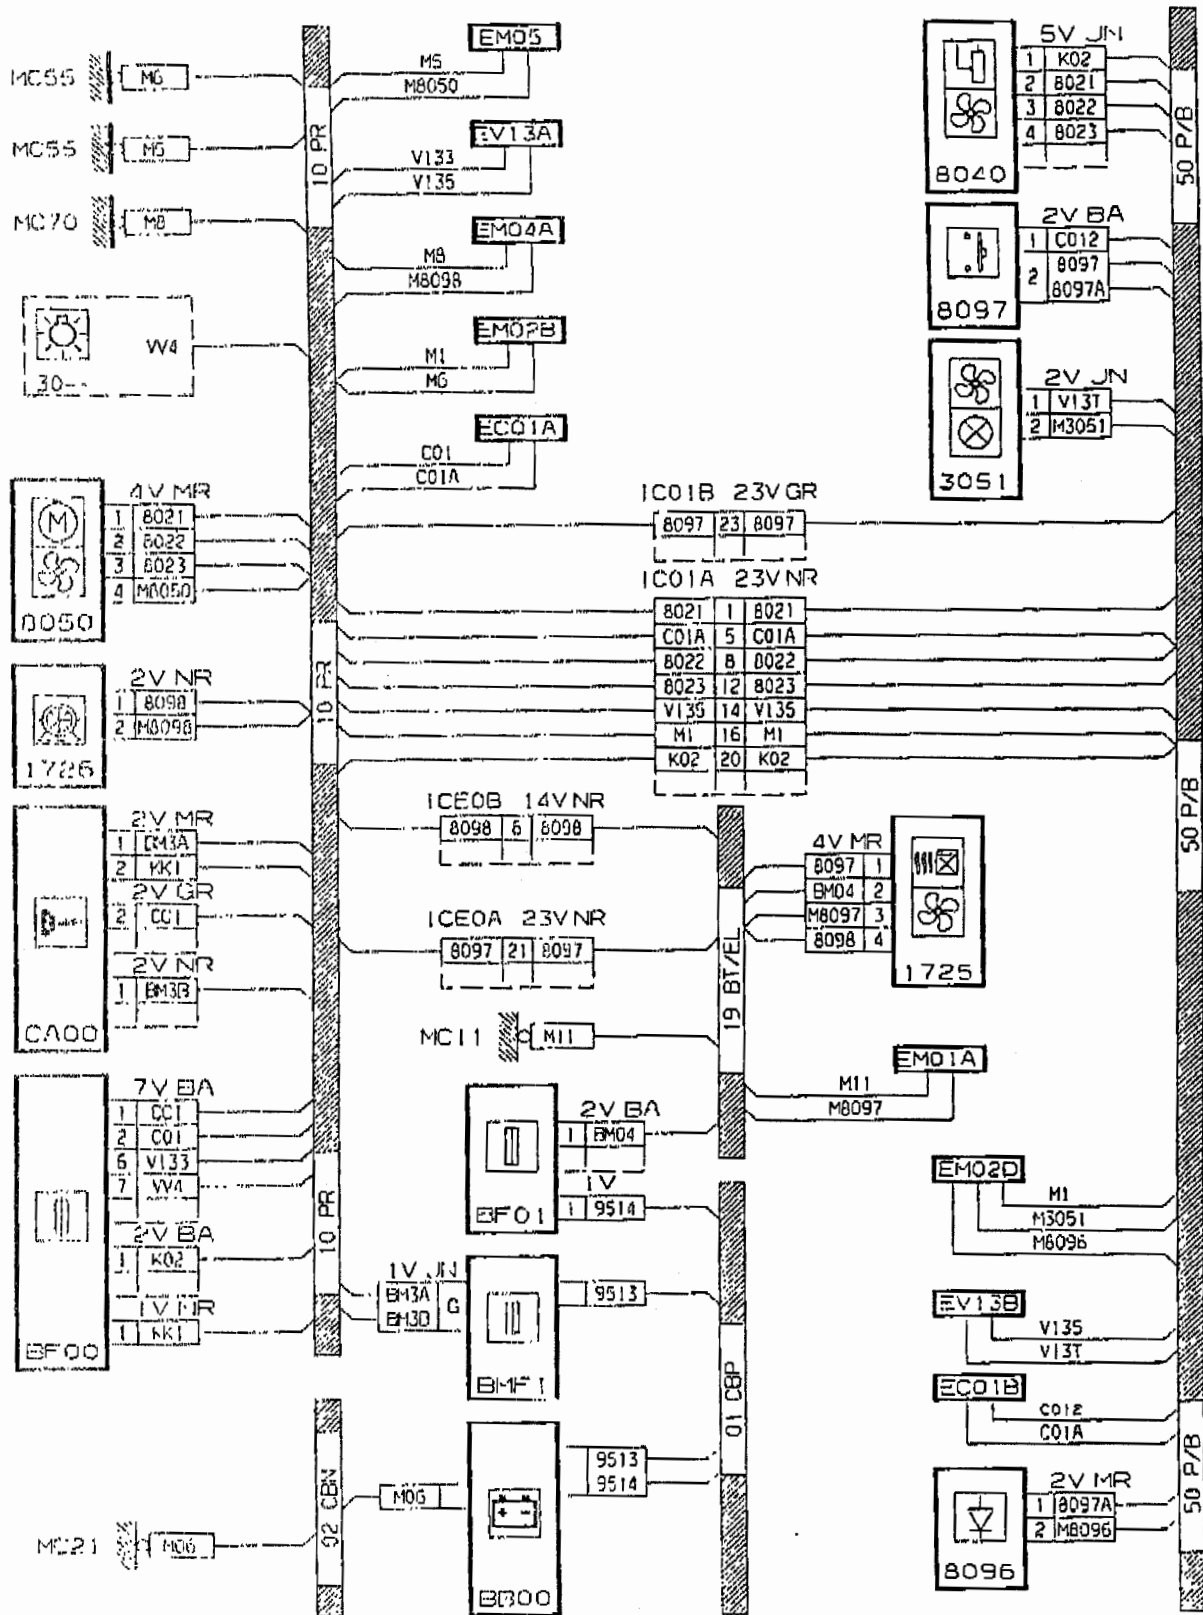 EM05
M5
M8050
MC55 M6
MC55 M5
10 PR
EV13A
V133
V135
MC70 M8
EM04A
M8
M8098
VV4
30--
EM02B
M1
M6
EC01A
C01
C01A
5V JN
1 K02
2 8021
3 8022
4 8023
8040
50 P/B
2V BA
1 C012
2 8097
8097A
8097
2V JN
1 V13T
2 M3051
3051
4V MR
1 8021
2 8022
3 8023
4 M8050
8050
IC01B 23V GR
8097 23 8097
IC01A 23V NR
8021 1 8021
C01A 5 C01A
8022 8 8022
8023 12 8023
V135 14 V135
M1 16 M1
K02 20 K02
10 PR
2V NR
1 8098
2 M8098
1726
50 P/B
2V MR
1 BM3A
2 KK1
2V GR
2 CC1
2V NR
1 BM3B
CA00
ICE0B 14V NR
8098 6 8098
ICE0A 23V NR
8097 21 8097
19 BT/EL
4V MR
8097 1
BM04 2
M8097 3
8098 4
1725
MC11 M11
EM01A
M11
M8097
7V BA
1 CC1
2 C01
6 V133
7 VV4
2V BA
1 K02
1V MR
1 KK1
BF00
10 PR
2V BA
1 BM04
1V
1 9514
BF01
1V JN
BM3A G
BM3B
9513
BMF1
01 CBP
EM02D
M1
M3051
M8096
EV13B
V135
V13T
EC01B
C012
C01A
50 P/B
02 CBN
MC21 M06
M06
9513
9514
BB00
2V MR
1 8097A
2 M8096
8096